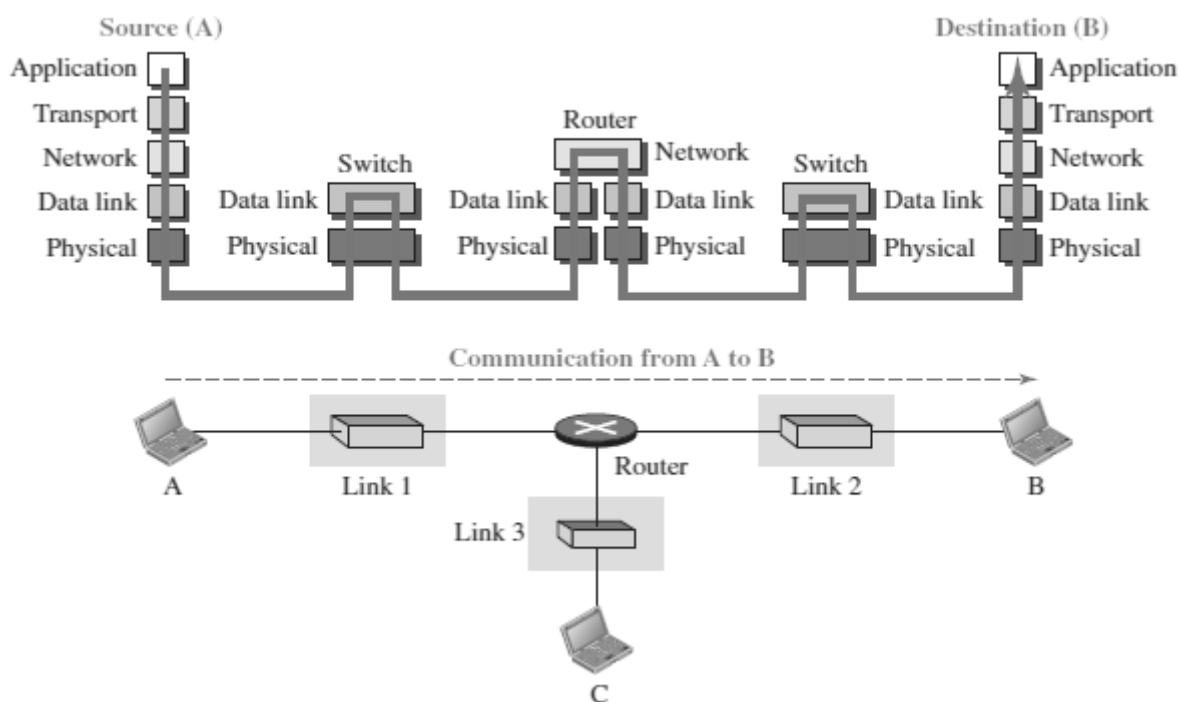 Source (A)
Destination (B)
Application
Application
Transport
Transport
Router
Network
Network
Network
Switch
Switch
Data link
Data link
Data link
Data link
Data link
Data link
Physical
Physical
Physical
Physical
Physical
Physical
Communication from A to B
A
Link 1
Router
Link 2
B
Link 3
C